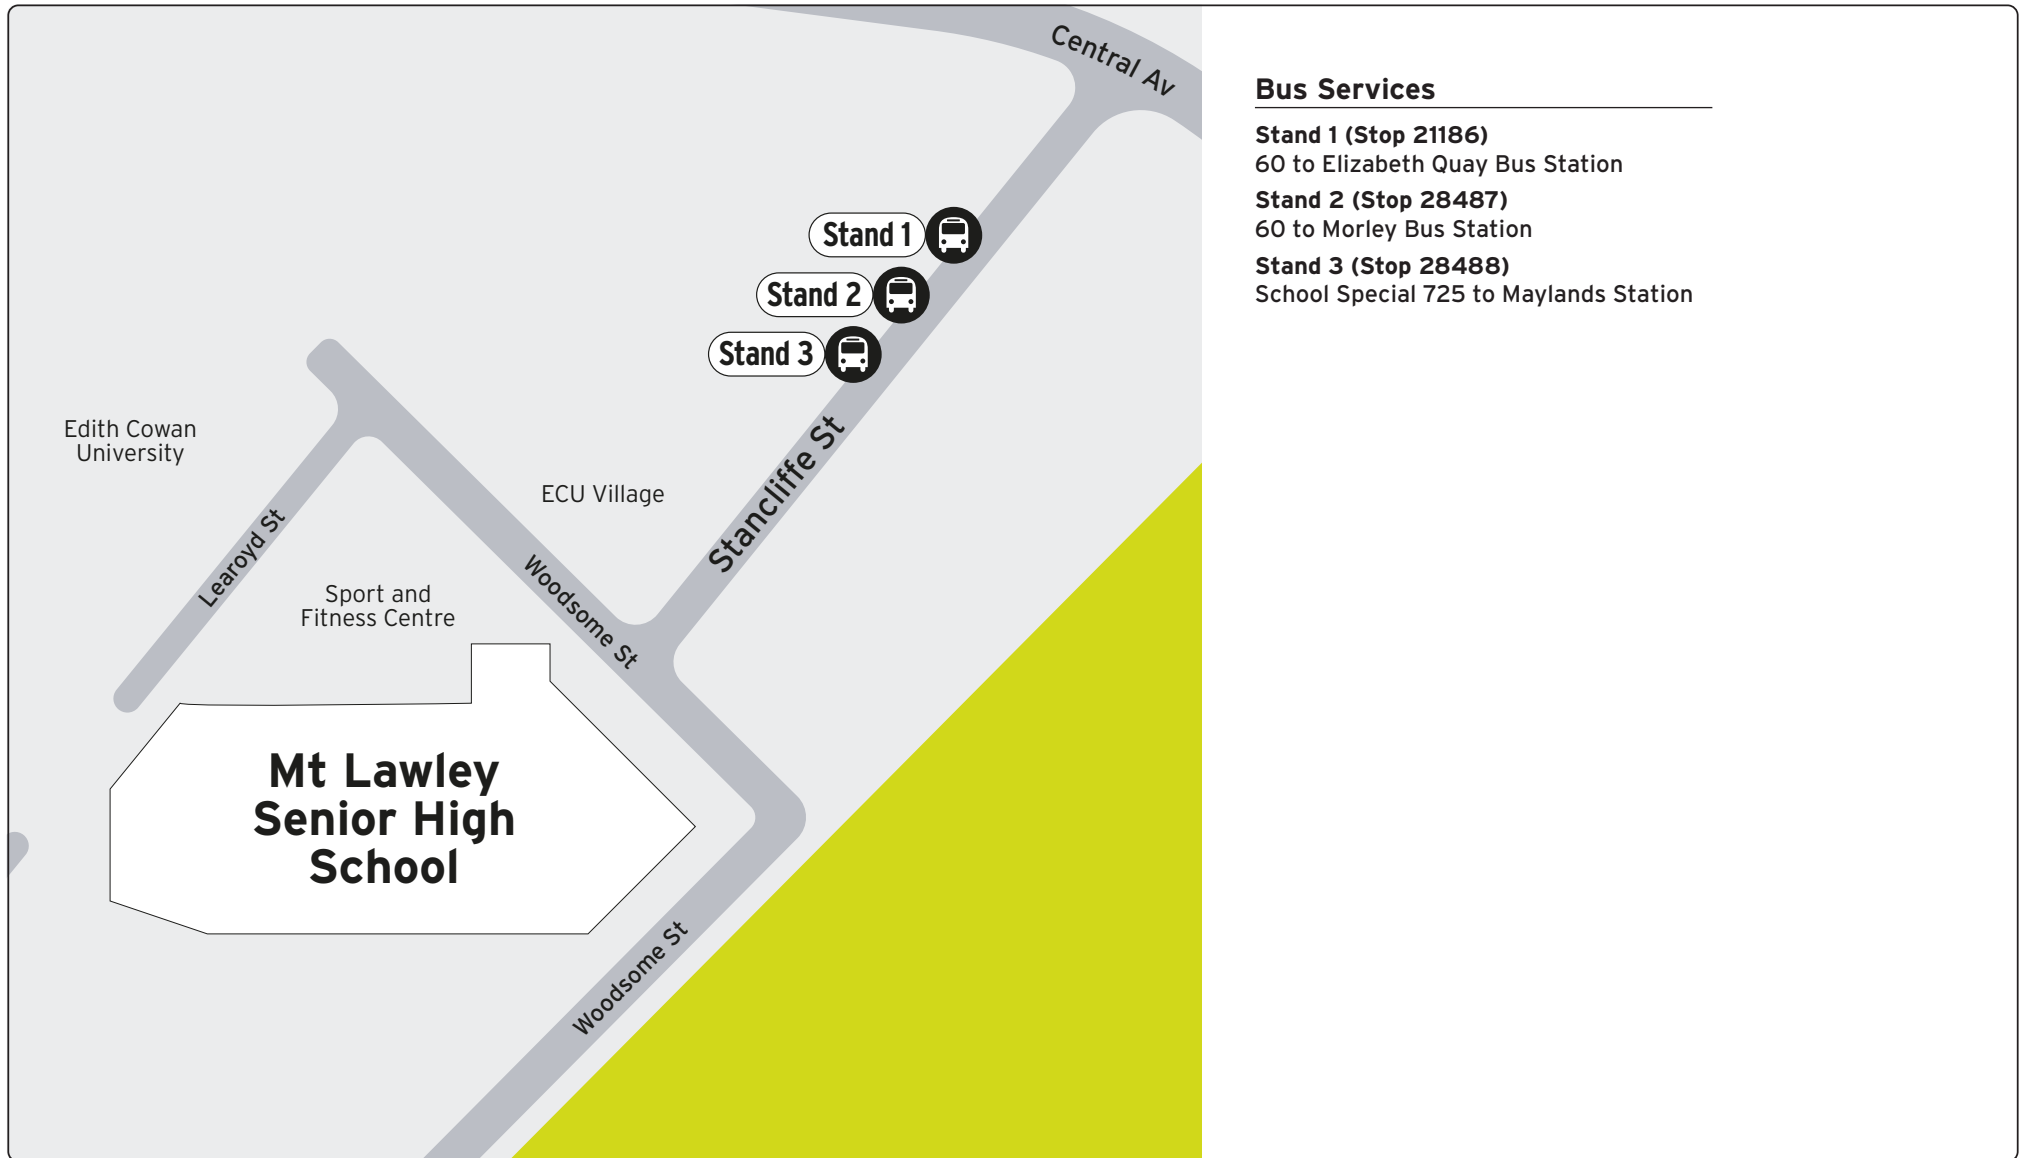 Central Av
Stand 1
Stand 2
Stand 3
Stancliffe St
Edith Cowan
University
ECU Village
Learoyd St
Woodsome St
Sport and
Fitness Centre
Mt Lawley
Senior High
School
Woodsome St
Bus Services
Stand 1 (Stop 21186)
60 to Elizabeth Quay Bus Station
Stand 2 (Stop 28487)
60 to Morley Bus Station
Stand 3 (Stop 28488)
School Special 725 to Maylands Station